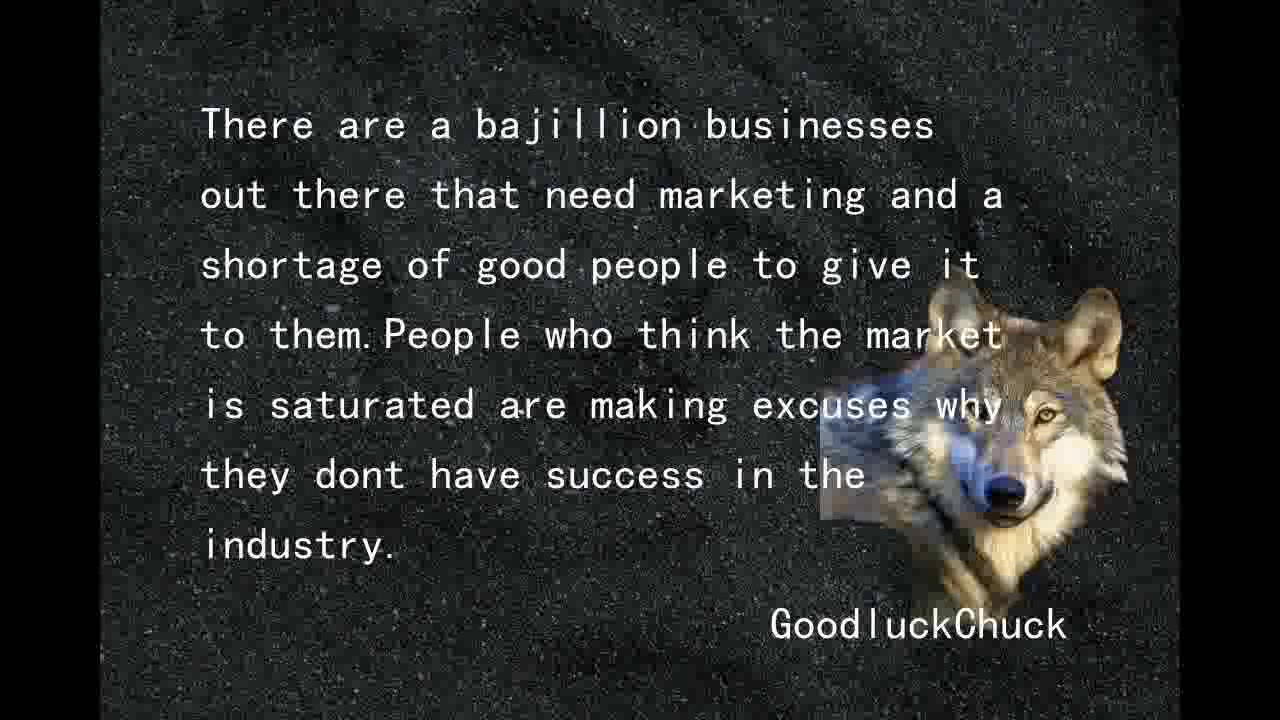 There are a bajillion businesses
out there that need marketing and a
shortage of good people to give it
to them.People who think the market
is saturated are making excuses why
they dont have success in the
industry.
GoodluckChuck